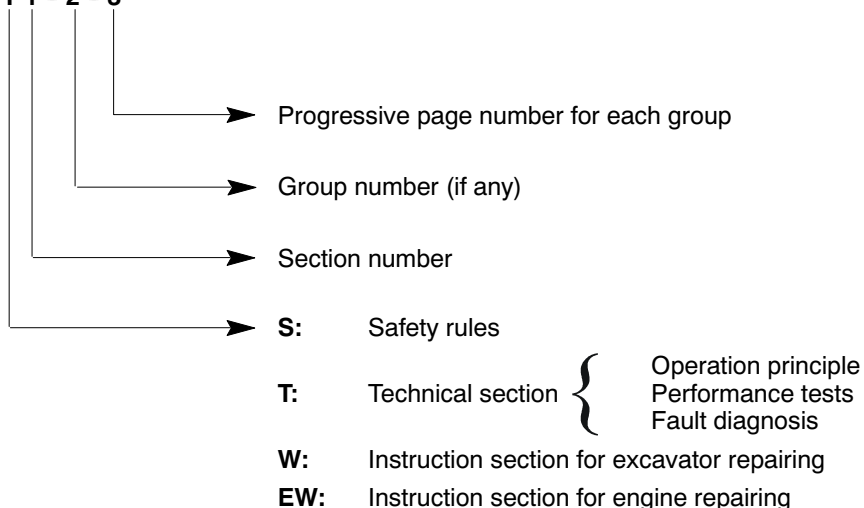 Progressive page number for each group
Group number (if any)
Section number
S: Safety rules
T: Technical section { Operation principle
Performance tests
Fault diagnosis
W: Instruction section for excavator repairing
EW: Instruction section for engine repairing